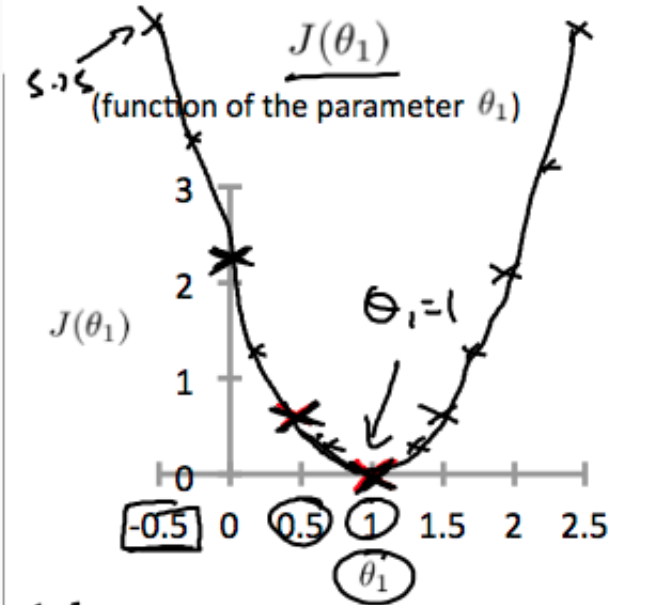 J(θ₁)
5.25
(function of the parameter θ₁)
3
2
θ₁=1
J(θ₁)
1
0
-0.5 0 0.5 1 1.5 2 2.5
θ₁